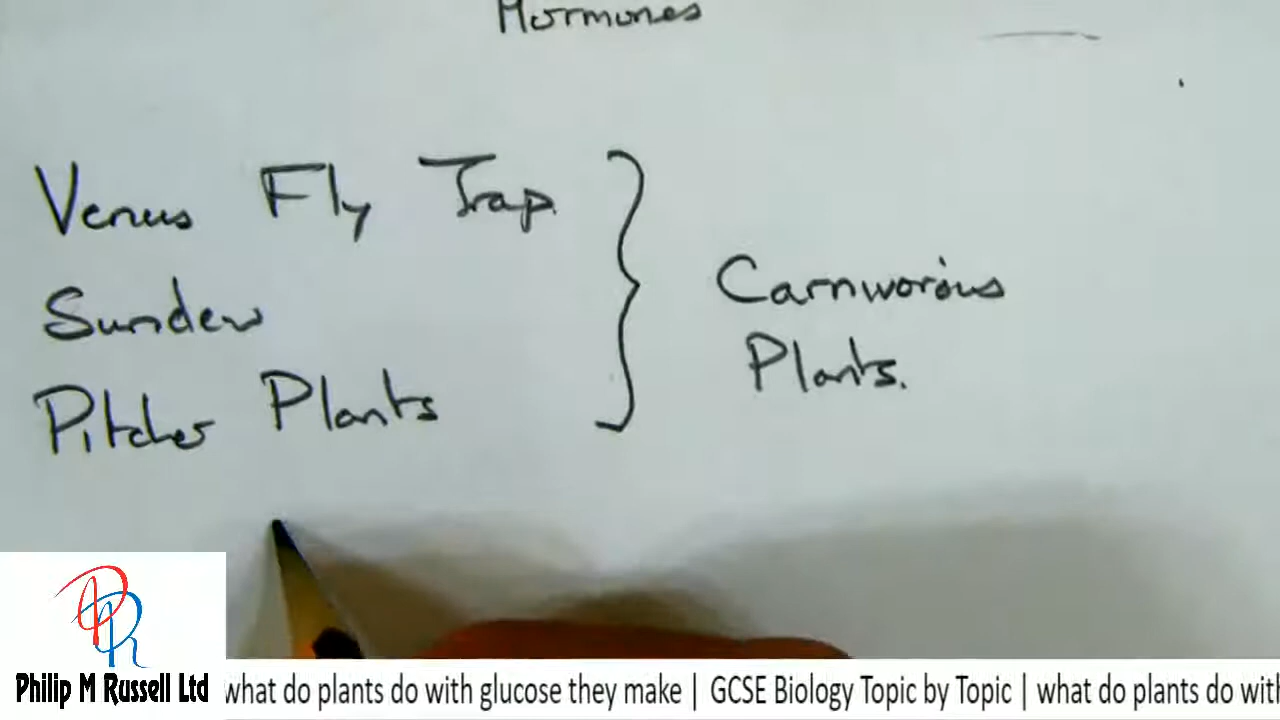 Hormones
Venus Fly Trap
Sundew
Pitcher Plants
Carnivorous
Plants.
Philip M Russell Ltd
what do plants do with glucose they make | GCSE Biology Topic by Topic | what do plants do with